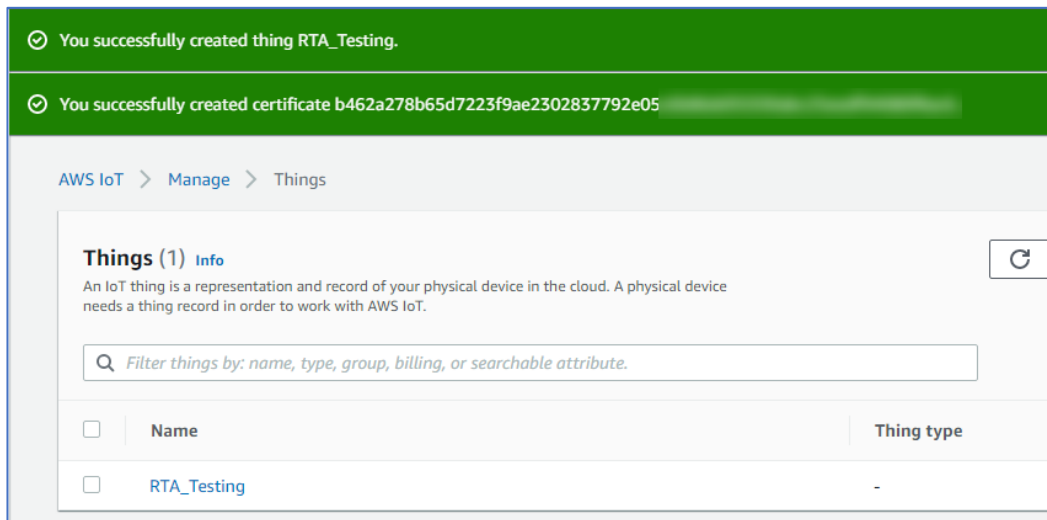 You successfully created thing RTA_Testing.
You successfully created certificate b462a278b65d7223f9ae2302837792e05
AWS IoT > Manage > Things
Things (1) Info
An IoT thing is a representation and record of your physical device in the cloud. A physical device
needs a thing record in order to work with AWS IoT.
Filter things by: name, type, group, billing, or searchable attribute.
Name Thing type
RTA_Testing -